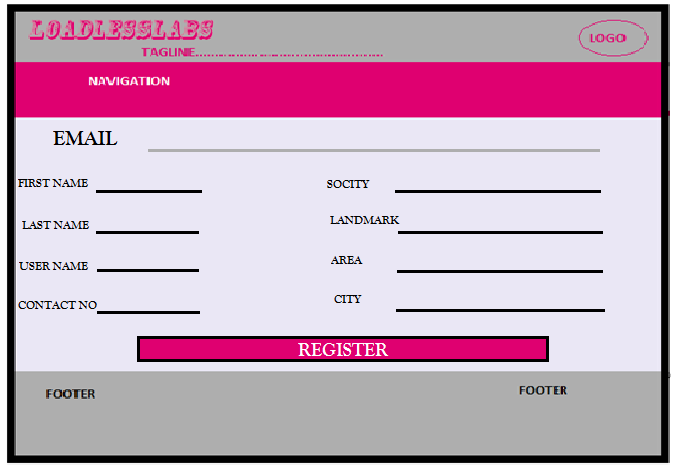 LOADLESSLABS
TAGLINE................................................
LOGO
NAVIGATION
EMAIL
FIRST NAME
SOCITY
LAST NAME
LANDMARK
USER NAME
AREA
CONTACT NO
CITY
REGISTER
FOOTER
FOOTER